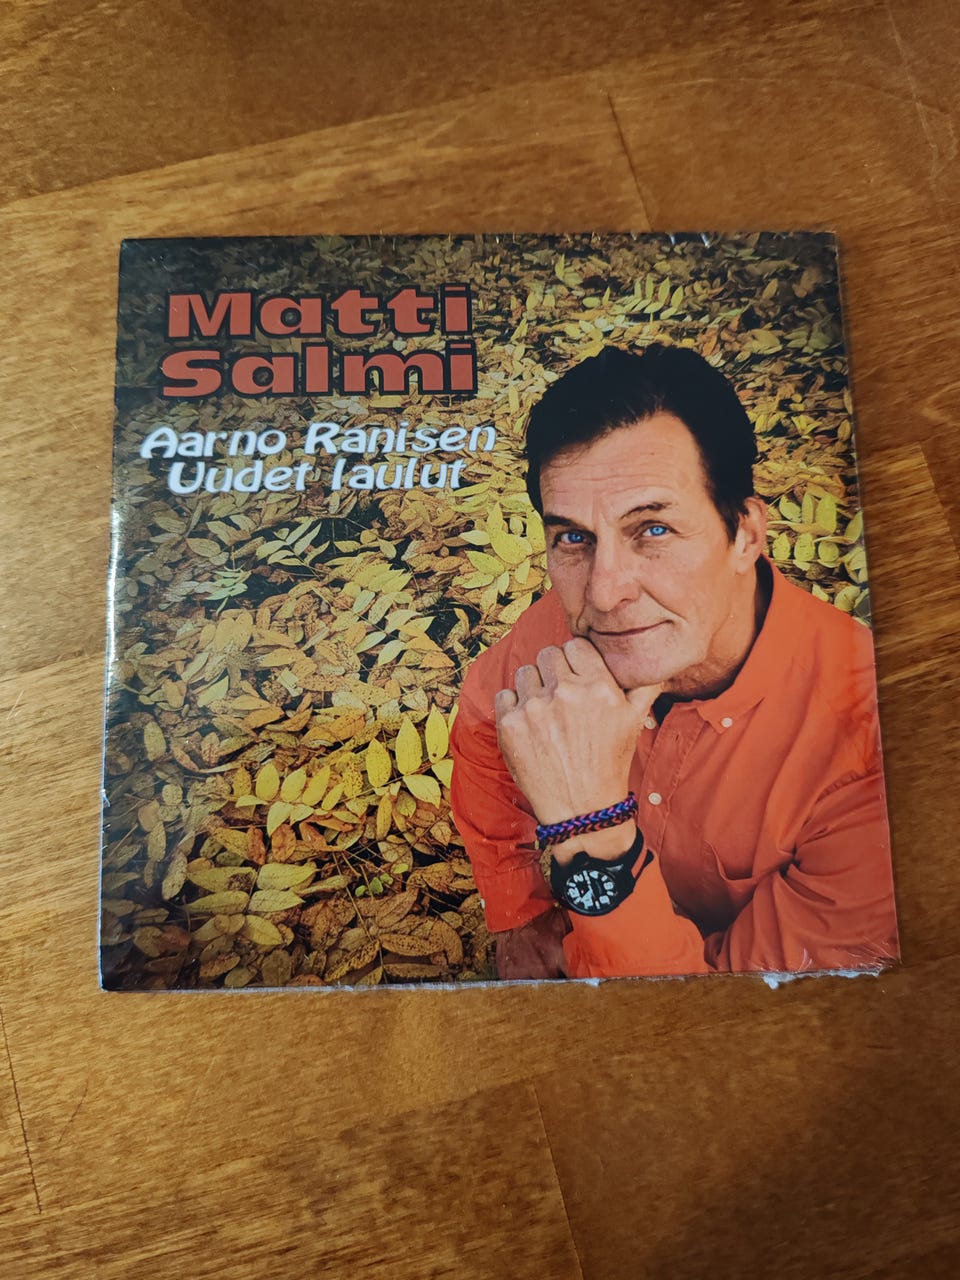 Matti
Salmi
Aarno Ranisen
Uudet laulut